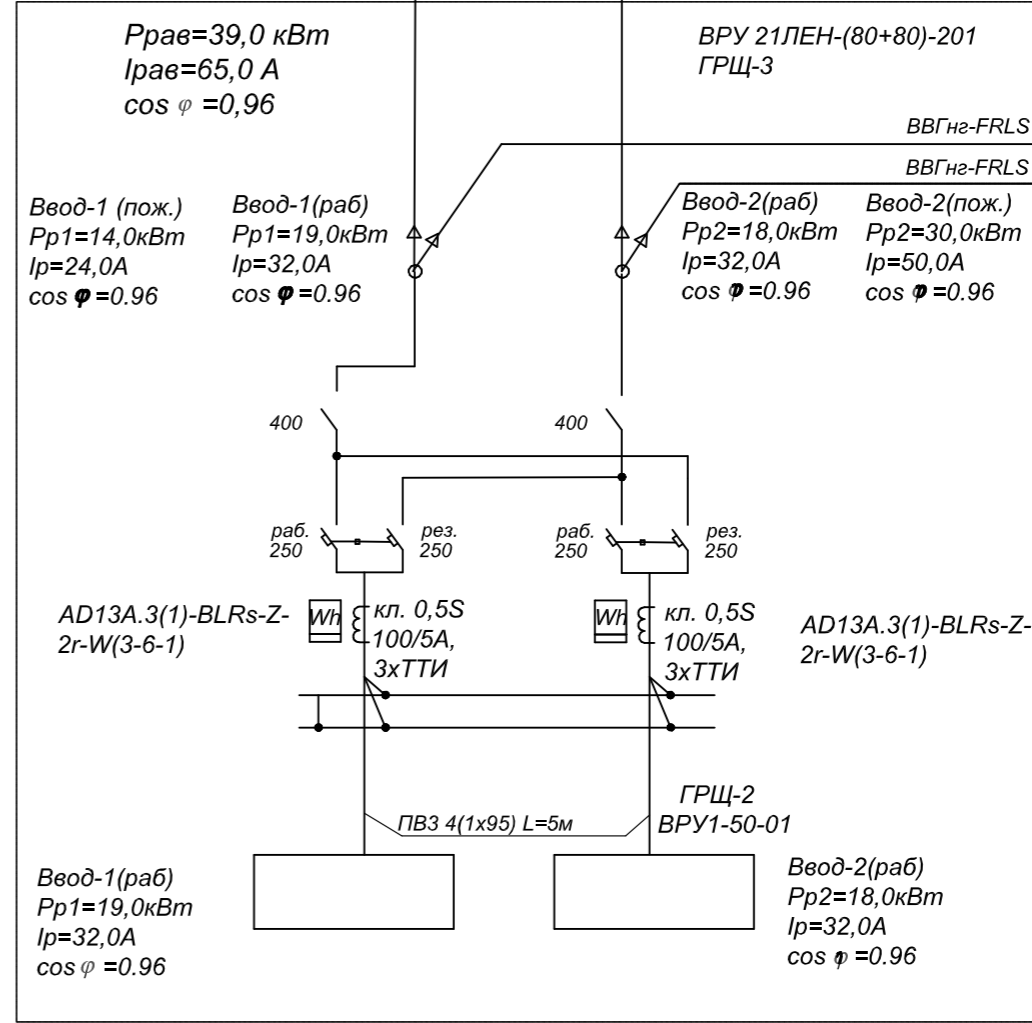 Ррав=39,0 кВт
Iрав=65,0 А
cos φ =0,96
ВРУ 21ЛЕН-(80+80)-201
ГРЩ-3
ВВГнг-FRLS
ВВГнг-FRLS
Ввод-1 (пож.)
Рр1=14,0кВт
Iр=24,0А
cos φ =0.96
Ввод-1(раб)
Рр1=19,0кВт
Iр=32,0А
cos φ =0.96
Ввод-2(раб)
Рр2=18,0кВт
Iр=32,0А
cos φ =0.96
Ввод-2(пож.)
Рр2=30,0кВт
Iр=50,0А
cos φ =0.96
400
400
раб.
250
рез.
250
раб.
250
рез.
250
AD13A.3(1)-BLRs-Z-
2r-W(3-6-1)
Wh
кл. 0,5S
100/5А,
3хТТИ
Wh
кл. 0,5S
100/5А,
3хТТИ
AD13A.3(1)-BLRs-Z-
2r-W(3-6-1)
ПВ3 4(1х95) L=5м
ГРЩ-2
ВРУ1-50-01
Ввод-1(раб)
Рр1=19,0кВт
Iр=32,0А
cos φ =0.96
Ввод-2(раб)
Рр2=18,0кВт
Iр=32,0А
cos φ =0.96